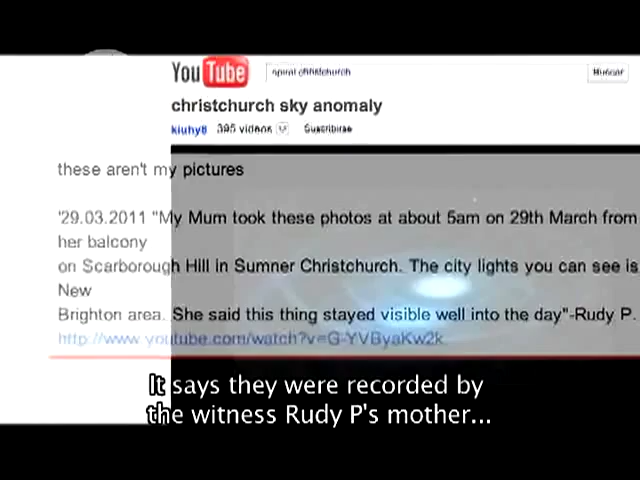 YouTube
spiral christchurch
Buscar
christchurch sky anomaly
kiuhy8 395 videos Suscribirse
these aren't my pictures
'29.03.2011 "My Mum took these photos at about 5am on 29th March from
her balcony
on Scarborough Hill in Sumner Christchurch. The city lights you can see is
New
Brighton area. She said this thing stayed visible well into the day"-Rudy P.
http://www.youtube.com/watch?v=G-YVByaKw2k
It says they were recorded by
the witness Rudy P's mother...